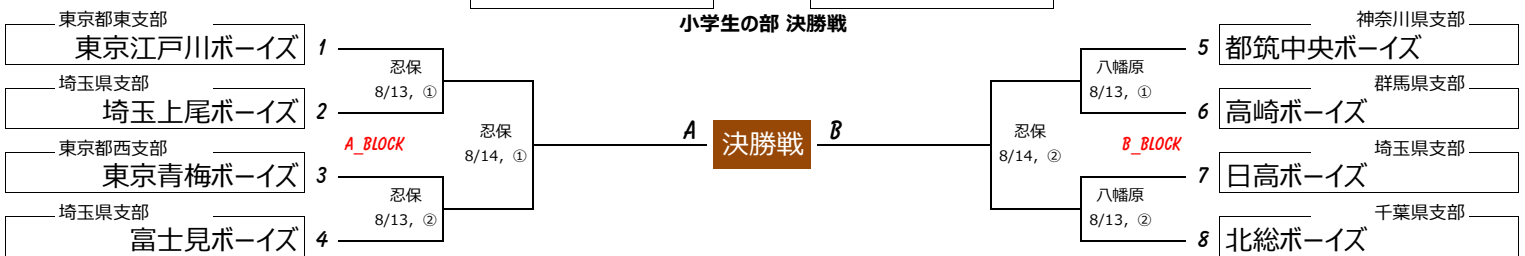 小学生の部 決勝戦
東京都東支部
東京江戸川ボーイズ 1
埼玉県支部
埼玉上尾ボーイズ 2
東京都西支部
東京青梅ボーイズ 3
埼玉県支部
富士見ボーイズ 4
忍保
8/13, ①
A_BLOCK
忍保
8/13, ②
忍保
8/14, ①
A 決勝戦 B
忍保
8/14, ②
八幡原
8/13, ①
B_BLOCK
八幡原
8/13, ②
神奈川県支部
5 都筑中央ボーイズ
群馬県支部
6 高崎ボーイズ
埼玉県支部
7 日高ボーイズ
千葉県支部
8 北総ボーイズ